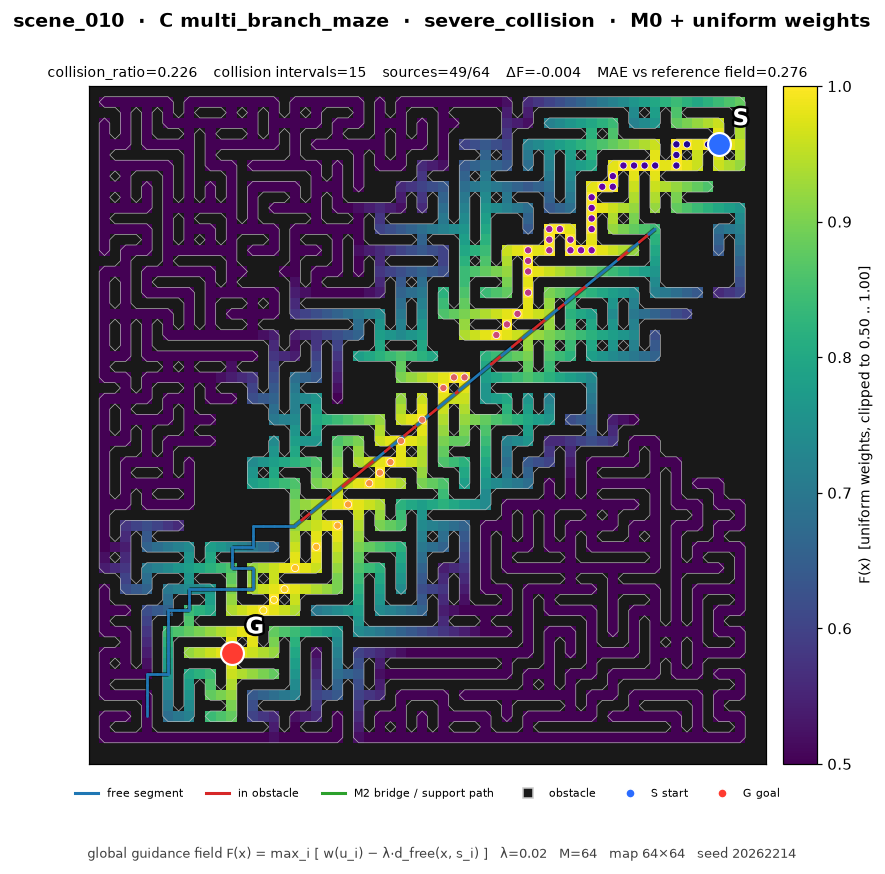 scene_010 · C multi_branch_maze · severe_collision · M0 + uniform weights
collision_ratio=0.226 collision intervals=15 sources=49/64 ΔF=-0.004 MAE vs reference field=0.276
S
G
1.0
0.9
0.8
0.7
0.6
0.5
F(x) [uniform weights, clipped to 0.50 .. 1.00]
free segment
in obstacle
M2 bridge / support path
obstacle
S start
G goal
global guidance field F(x) = max_i [ w(u_i) − λ·d_free(x, s_i) ] λ=0.02 M=64 map 64×64 seed 20262214